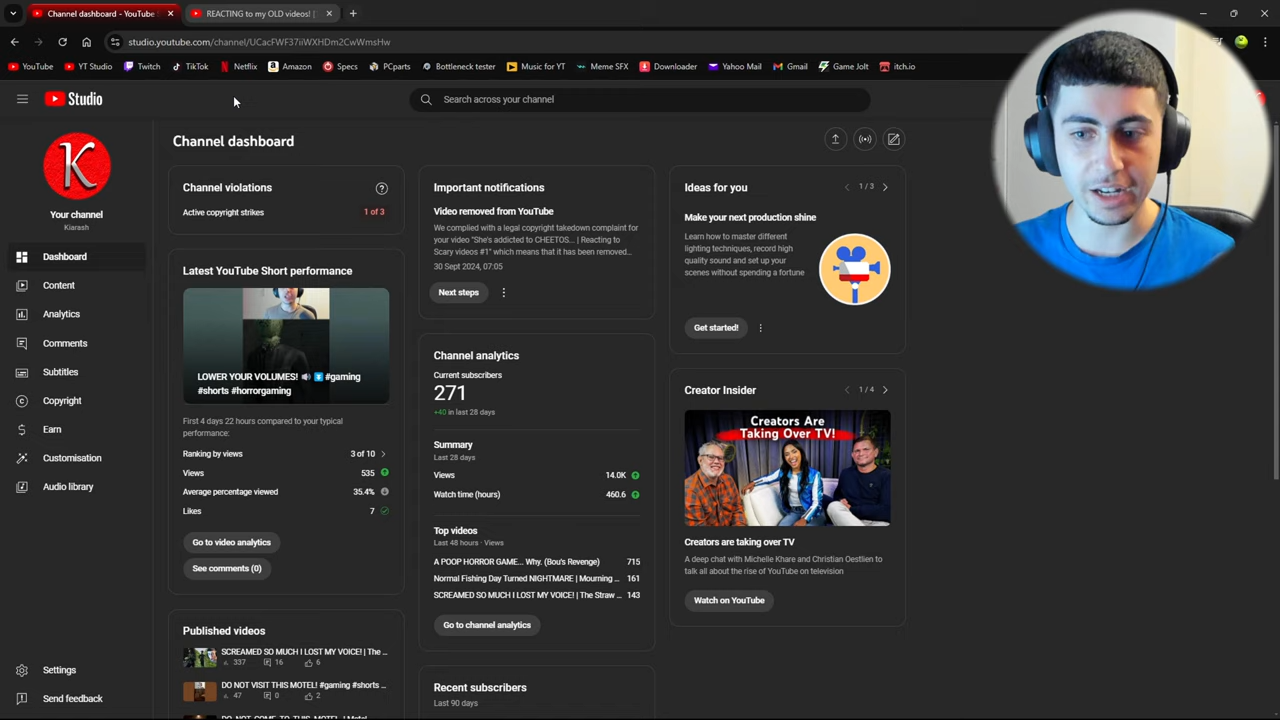 Channel dashboard - YouTube
REACTING to my OLD videos! [
studio.youtube.com/channel/UCacFWF37iiWXHDm2CwWmsHw
YouTube
YT Studio
Twitch
TikTok
Netflix
Amazon
Specs
PCparts
Bottleneck tester
Music for YT
Meme SFX
Downloader
Yahoo Mail
Gmail
Game Jolt
itch.io
Studio
Search across your channel
K
Your channel
Kiarash
Dashboard
Content
Analytics
Comments
Subtitles
Copyright
Earn
Customisation
Audio library
Settings
Send feedback
Channel dashboard
Channel violations
Active copyright strikes 1 of 3
Latest YouTube Short performance
LOWER YOUR VOLUMES! 🔊 ⬇️ #gaming
#shorts #horrorgaming
First 4 days 22 hours compared to your typical
performance:
Ranking by views 3 of 10
Views 535
Average percentage viewed 35.4%
Likes 7
Go to video analytics
See comments (0)
Published videos
SCREAMED SO MUCH I LOST MY VOICE! | The ...
337 16 6
DO NOT VISIT THIS MOTEL! #gaming #shorts ...
47 0 2
Important notifications
Video removed from YouTube
We complied with a legal copyright takedown complaint for
your video "She's addicted to CHEETOS... | Reacting to
Scary videos #1" which means that it has been removed...
30 Sept 2024, 07:05
Next steps
Channel analytics
Current subscribers
271
+40 in last 28 days
Summary
Last 28 days
Views 14.0K
Watch time (hours) 460.6
Top videos
Last 48 hours · Views
A POOP HORROR GAME... Why. (Bou's Revenge) 715
Normal Fishing Day Turned NIGHTMARE | Mourning ... 161
SCREAMED SO MUCH I LOST MY VOICE! | The Straw ... 143
Go to channel analytics
Recent subscribers
Last 90 days
Ideas for you 1 / 3
Make your next production shine
Learn how to master different
lighting techniques, record high
quality sound and set up your
scenes without spending a fortune
Get started!
Creator Insider 1 / 4
Creators Are
Taking Over TV!
Creators are taking over TV
A deep chat with Michelle Khare and Christian Oestlien to
talk all about the rise of YouTube on television
Watch on YouTube